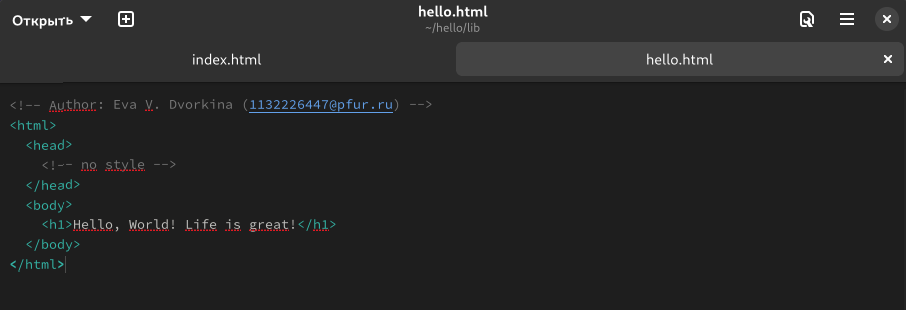 Открыть
hello.html
~/hello/lib
index.html
hello.html
<!-- Author: Eva V. Dvorkina (1132226447@pfur.ru) -->
<html>
  <head>
    <!-- no style -->
  </head>
  <body>
    <h1>Hello, World! Life is great!</h1>
  </body>
</html>